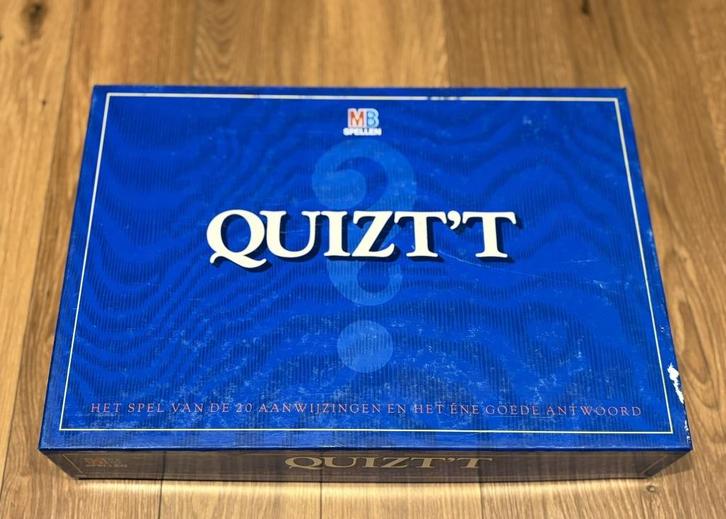 MB
SPELLEN
QUIZT'T
HET SPEL VAN DE 20 AANWIJZINGEN EN HET ÉNE GOEDE ANTWOORD
QUIZT'T